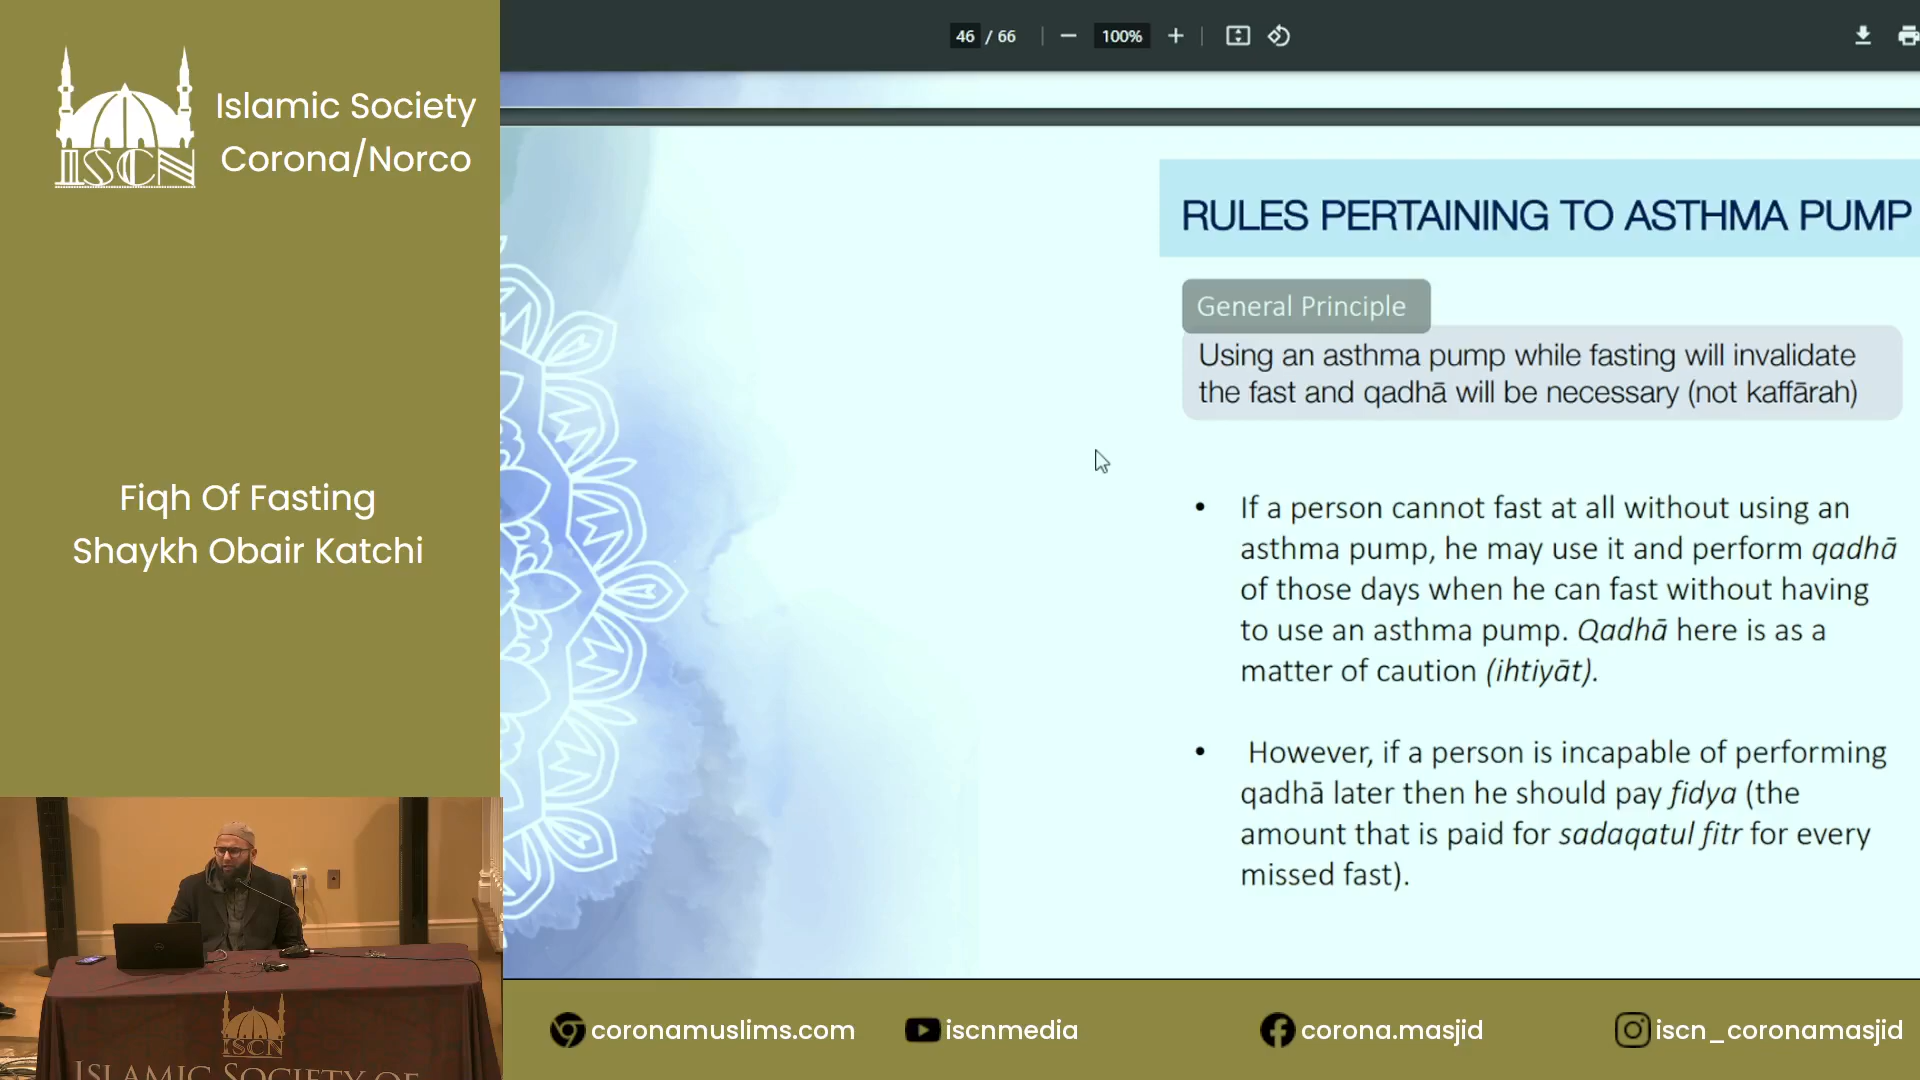 ISCN
Islamic Society
Corona/Norco
Fiqh Of Fasting
Shaykh Obair Katchi
46 / 66
100%
RULES PERTAINING TO ASTHMA PUMP
General Principle
Using an asthma pump while fasting will invalidate
the fast and qadhā will be necessary (not kaffārah)
• If a person cannot fast at all without using an
asthma pump, he may use it and perform qadhā
of those days when he can fast without having
to use an asthma pump. Qadhā here is as a
matter of caution (ihtiyāt).
• However, if a person is incapable of performing
qadhā later then he should pay fidya (the
amount that is paid for sadaqatul fitr for every
missed fast).
ISCN
ISLAMIC SOCIETY OF
coronamuslims.com
iscnmedia
corona.masjid
iscn_coronamasjid